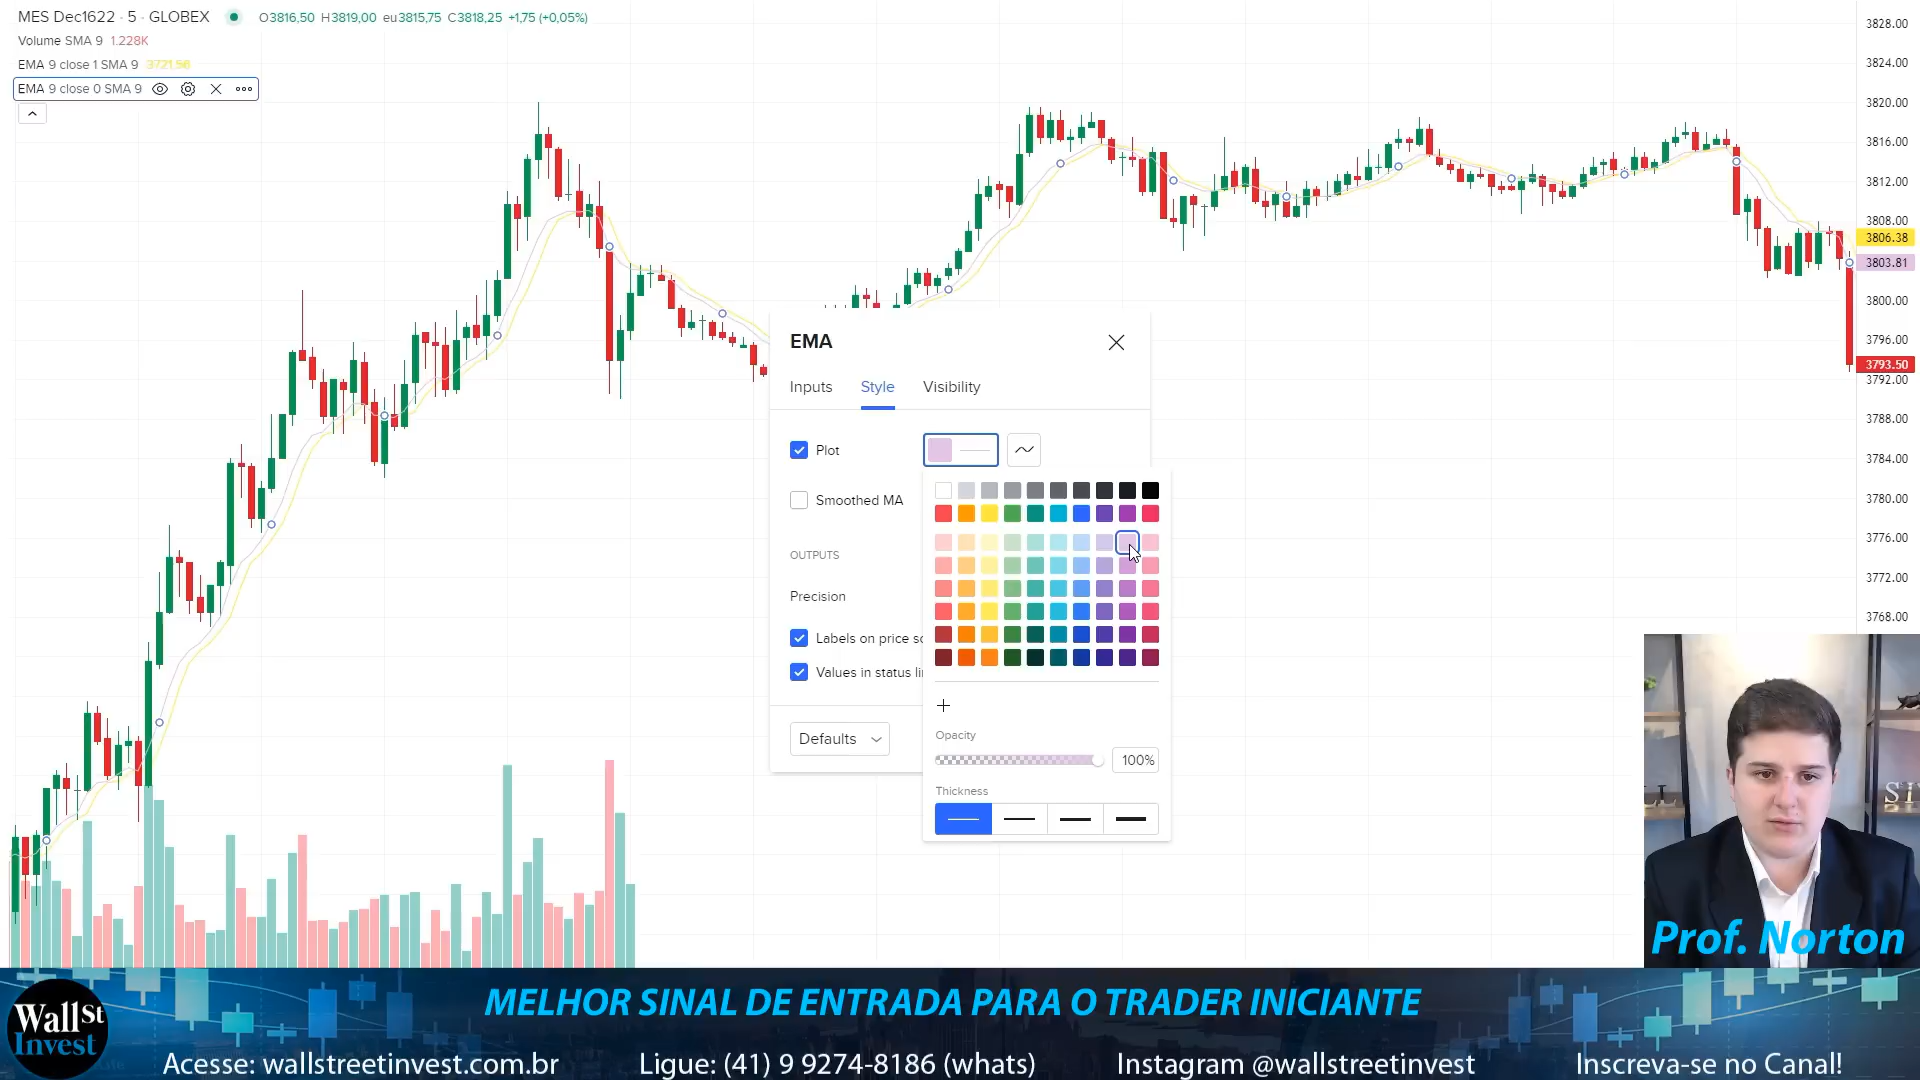 MES Dec1622 · 5 · GLOBEX
O3816,50 H3819,00 eu3815,75 C3818,25 +1,75 (+0,05%)
Volume SMA 9 1.228K
EMA 9 close 1 SMA 9 3721.56
EMA 9 close 0 SMA 9
3828.00
3824.00
3820.00
3816.00
3812.00
3808.00
3806.38
3803.81
3800.00
3796.00
3793.50
3792.00
3788.00
3784.00
3780.00
3776.00
3772.00
3768.00
EMA
Inputs Style Visibility
Plot
Smoothed MA
OUTPUTS
Precision
Labels on price sc
Values in status li
Defaults
Opacity
100%
Thickness
Prof. Norton
WallSt
Invest
MELHOR SINAL DE ENTRADA PARA O TRADER INICIANTE
Acesse: wallstreetinvest.com.br Ligue: (41) 9 9274-8186 (whats) Instagram @wallstreetinvest Inscreva-se no Canal!